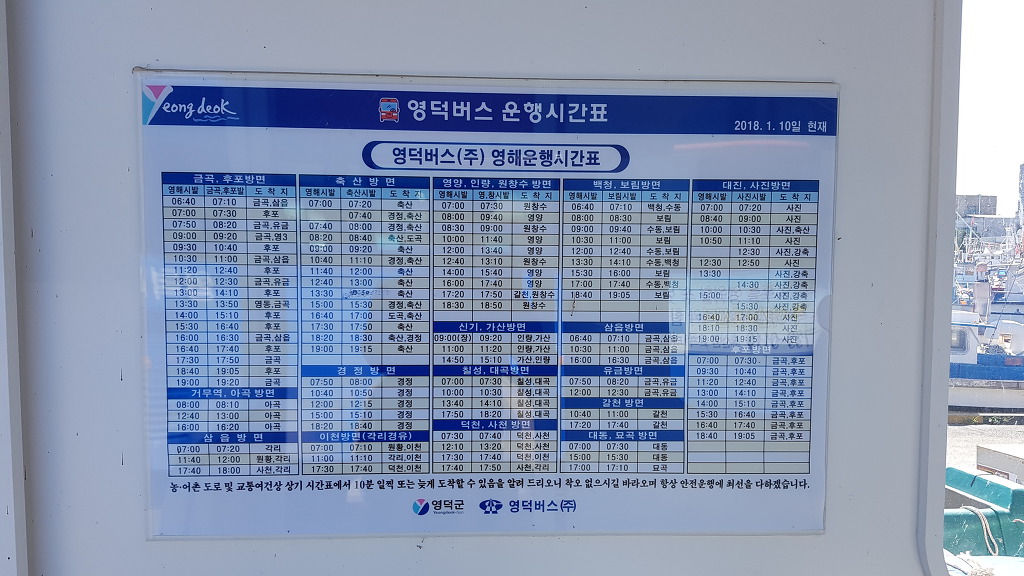 Yeong deok
영덕버스 운행시간표
2018. 1. 10일 현재
영덕버스(주) 영해운행시간표
금곡,후포방면
영해시발 금곡,후포발 도 착 지
06:40 07:10 금곡,삼읍
07:00 07:30 후포
07:50 08:20 금곡,유금
09:00 09:20 금곡,영3
09:30 10:40 후포
10:30 11:00 금곡,삼읍
11:20 12:40 후포
12:00 12:30 금곡,유금
13:00 14:10 후포
13:30 13:50 영동,금곡
14:00 15:10 후포
15:30 16:40 후포
16:00 16:30 금곡,삼읍
16:40 17:40 후포
17:30 17:50 금곡
18:40 19:05 후포
19:00 19:20 금곡
거무역,아곡 방면
08:00 08:10 아곡
12:40 13:00 아곡
16:00 16:20 아곡
삼 읍 방 면
07:00 07:20 각리
11:40 12:00 원황,각리
17:40 18:00 사천,각리
축 산 방 면
영해시발 축산시발 도 착 지
07:00 07:20 축산
07:40 경정,축산
07:40 08:00 경정,축산
08:20 08:40 축산,도곡
09:00 09:20 축산
10:40 11:10 경정,축산
11:40 12:00 축산
12:40 13:00 축산
13:30 축산
15:00 15:30 경정,축산
16:40 17:00 도곡,축산
17:30 17:50 축산
18:20 18:30 축산,경정
19:00 19:15 축산
경 정 방 면
07:50 08:00 경정
10:40 10:50 경정
12:00 12:15 경정
15:00 15:10 경정
18:20 18:40 경정
이천방면(각리경유)
07:00 07:10 원황,이천
11:00 11:10 각리,이천
17:30 17:40 덕천,이천
영양, 인량, 원창수 방면
영해시발 영,창시발 도 착 지
07:00 07:30 원창수
08:00 09:40 영양
08:30 09:00 원창수
10:00 11:40 영양
12:00 13:40 영양
12:40 13:10 원창수
14:00 15:40 영양
16:00 17:40 영양
17:20 17:50 갈천,원창수
18:30 18:50 원창수
신기, 가산방면
09:00(장) 09:20 인량,가산
11:00 11:20 인량,가산
14:50 15:10 가산,인량
칠성, 대곡방면
07:00 07:30 칠성,대곡
10:00 10:30 칠성,대곡
13:40 14:10 칠성,대곡
17:50 18:20 칠성,대곡
덕천, 사천 방면
07:30 07:40 덕천,사천
12:10 13:20 덕천,사천
17:30 17:40 덕천,이천
17:40 17:50 사천,각리
백청, 보림방면
영해시발 보림시발 도 착 지
06:40 07:10 백청,수동
08:00 08:30 보림
09:00 09:40 수동,보림
10:30 11:00 보림
12:00 12:40 수동,보림
13:30 14:10 수동,백청
15:30 16:00 보림
17:00 17:40 수동,백청
18:40 19:05 보림
삼읍방면
06:40 07:10 금곡,삼읍
10:30 11:00 금곡,삼읍
16:00 16:30 금곡,삼읍
유금방면
07:50 08:20 금곡,유금
12:00 12:30 금곡,유금
갈천 방면
10:40 11:00 갈천
17:20 17:40 갈천
대동, 묘곡 방면
07:00 07:30 대동
15:00 15:30 대동
17:00 17:10 묘곡
대진, 사진방면
영해시발 사진시발 도 착 지
07:00 07:20 사진
08:40 09:00 사진
10:00 10:30 사진,축산
10:50 11:10 사진
12:30 사진,강축
12:30 12:50 사진
13:30 사진,강축
14:30 사진,강축
15:00 사진,강축
15:30 사진,강축
16:40 17:00 사진
18:10 18:30 사진
19:00 19:15 사진
후포방면
07:00 07:30 금곡,후포
09:30 10:40 금곡,후포
11:20 12:40 금곡,후포
13:00 14:10 금곡,후포
14:00 15:10 금곡,후포
15:30 16:40 금곡,후포
16:40 17:40 금곡,후포
18:40 19:05 금곡,후포
농·어촌 도로 및 교통여건상 상기 시간표에서 10분 일찍 또는 늦게 도착할 수 있음을 알려 드리오니 착오 없으시길 바라오며 항상 안전운행에 최선을 다하겠습니다.
영덕군 영덕버스(주)